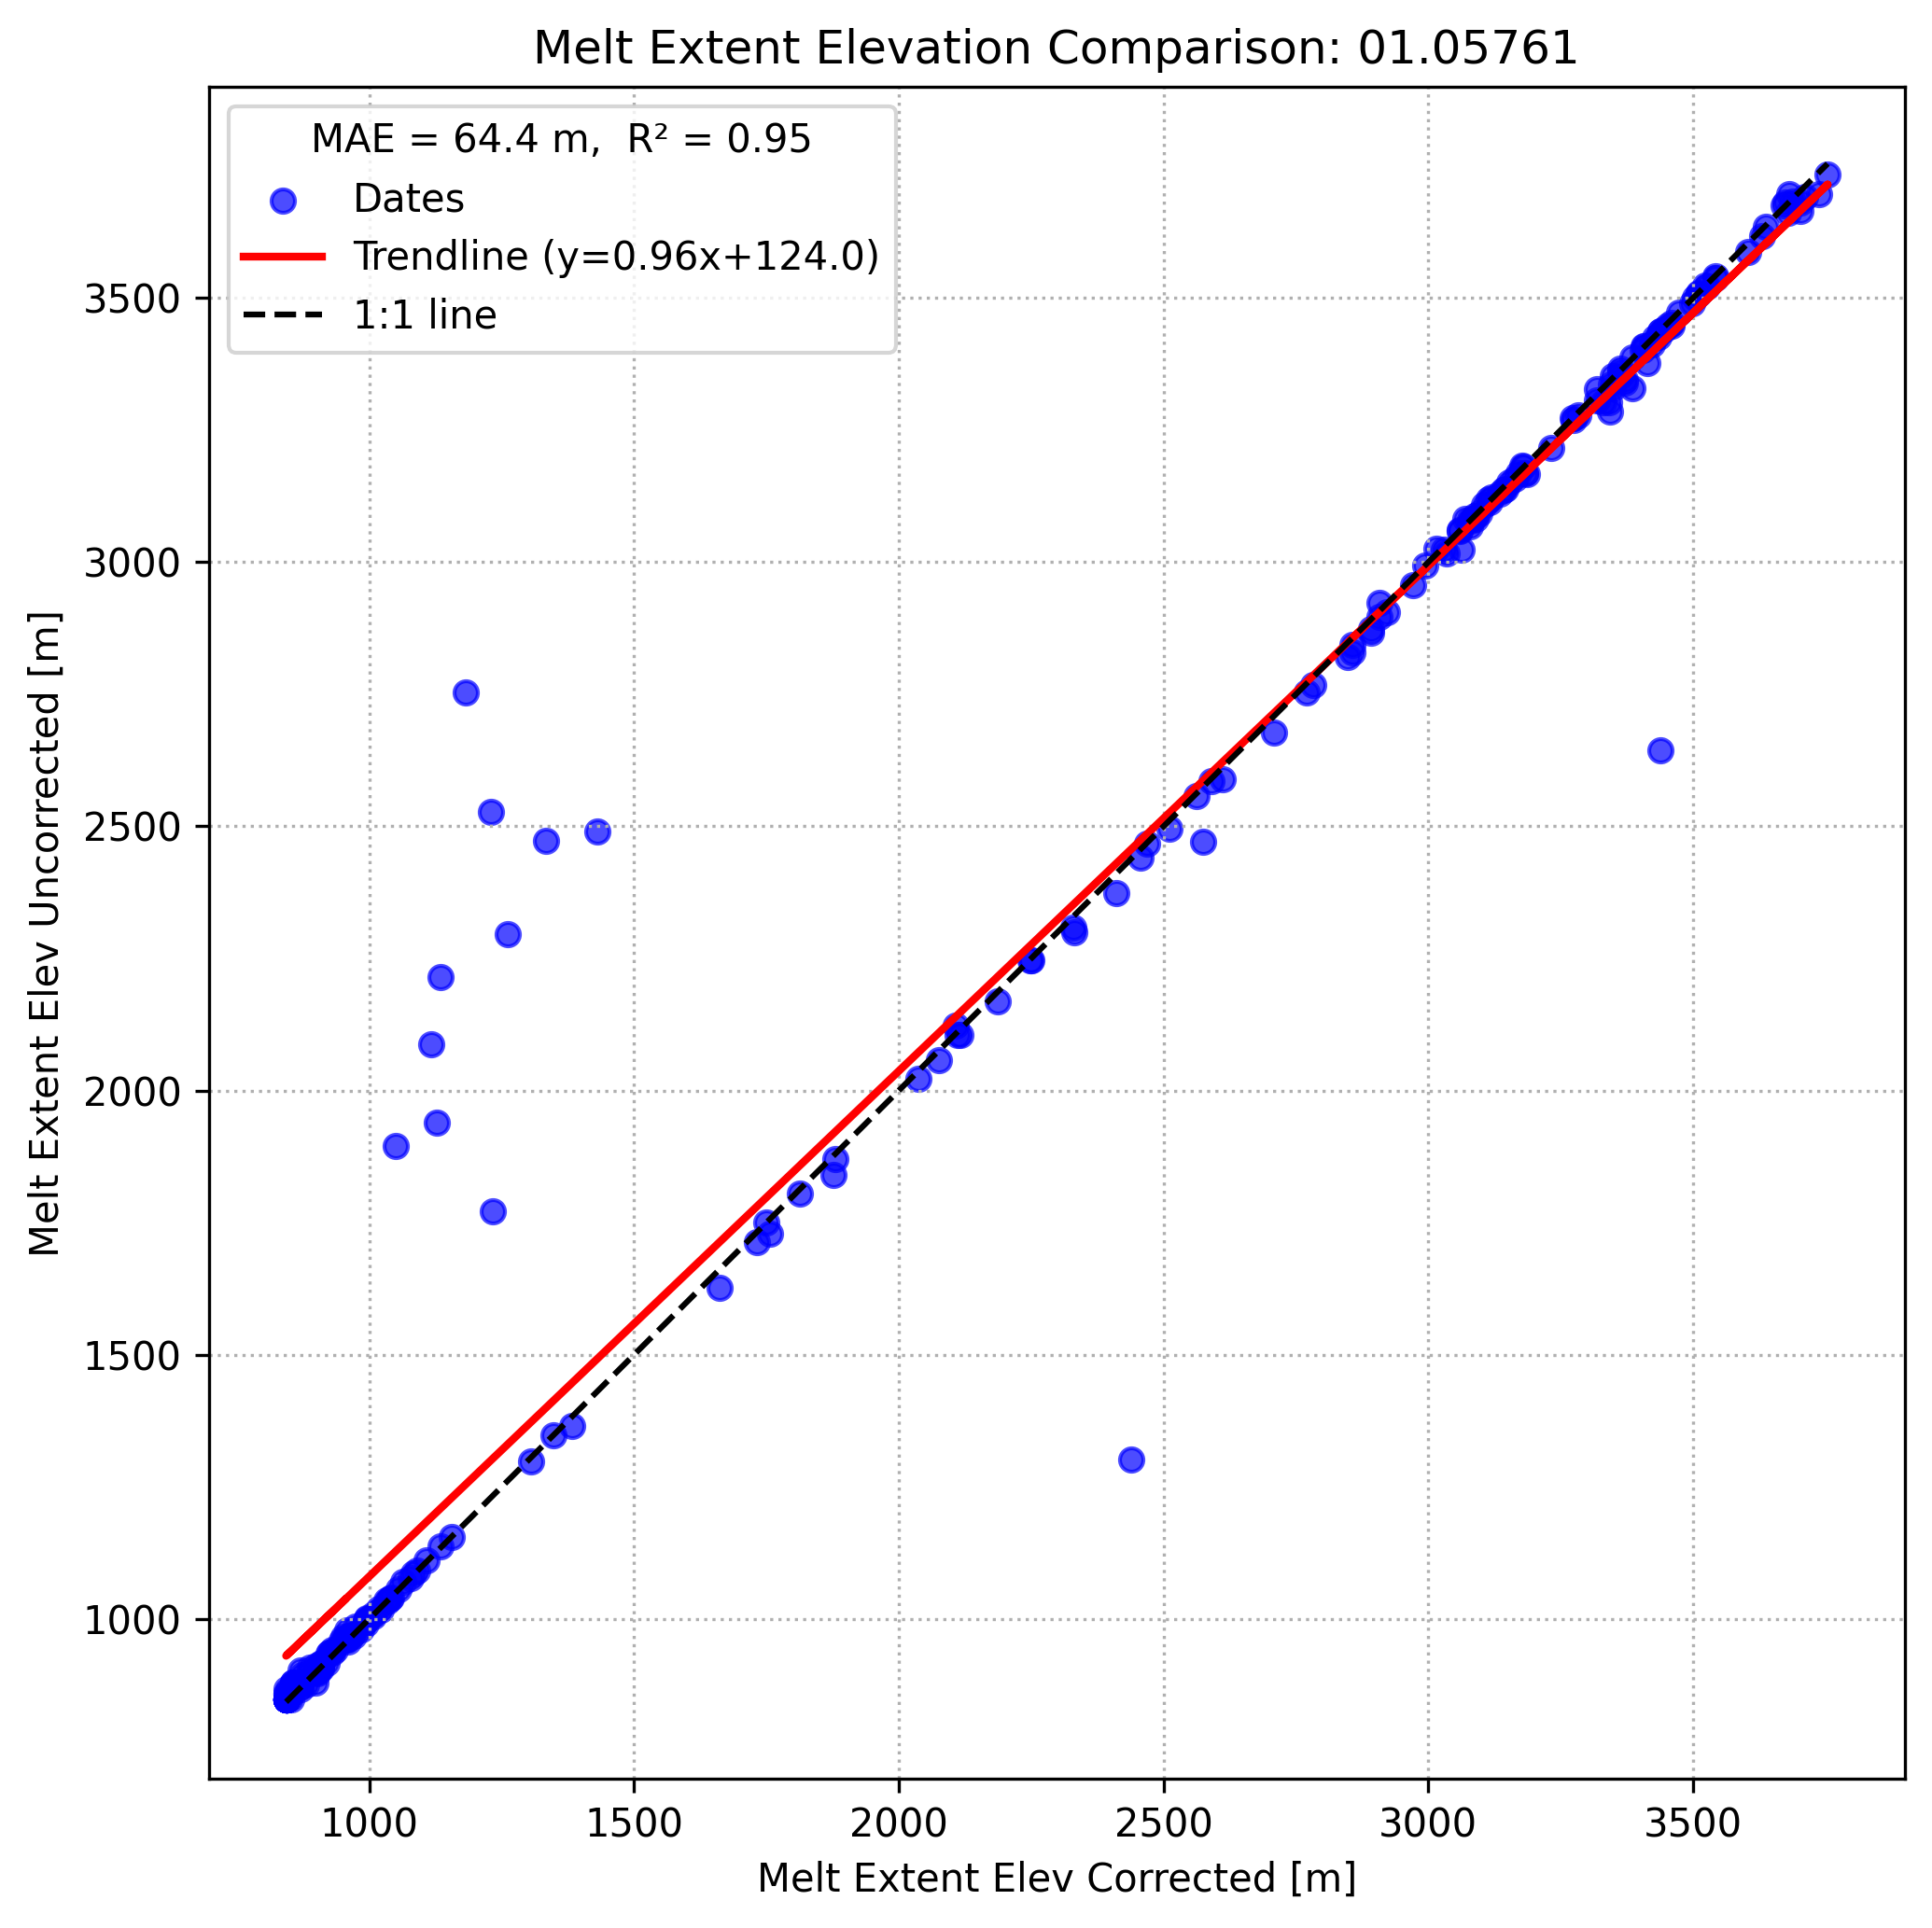 Melt Extent Elevation Comparison: 01.05761
MAE = 64.4 m,  R² = 0.95
Dates
Trendline (y=0.96x+124.0)
1:1 line
Melt Extent Elev Uncorrected [m]
3500
3000
2500
2000
1500
1000
1000 1500 2000 2500 3000 3500
Melt Extent Elev Corrected [m]